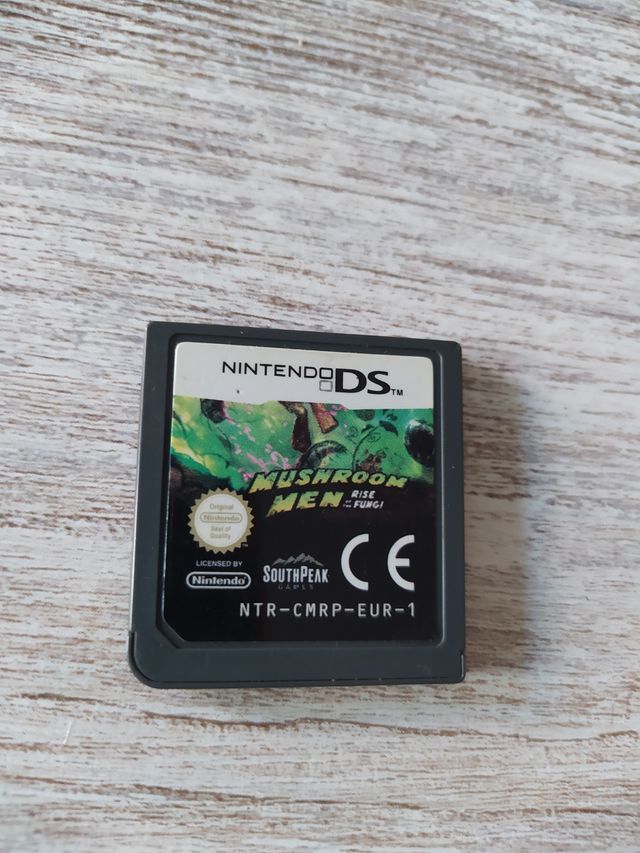 NINTENDO DS™
MUSHROOM
MEN RISE
OF THE FUNGI
Original
Nintendo
Seal of
Quality
LICENSED BY
Nintendo
SOUTHPEAK
GAMES
CE
NTR-CMRP-EUR-1